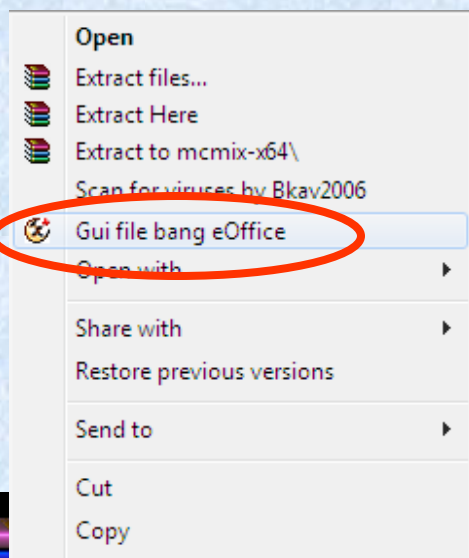 Open
Extract files...
Extract Here
Extract to mcmix-x64\
Scan for viruses by Bkav2006
Gui file bang eOffice
Open with
Share with
Restore previous versions
Send to
Cut
Copy